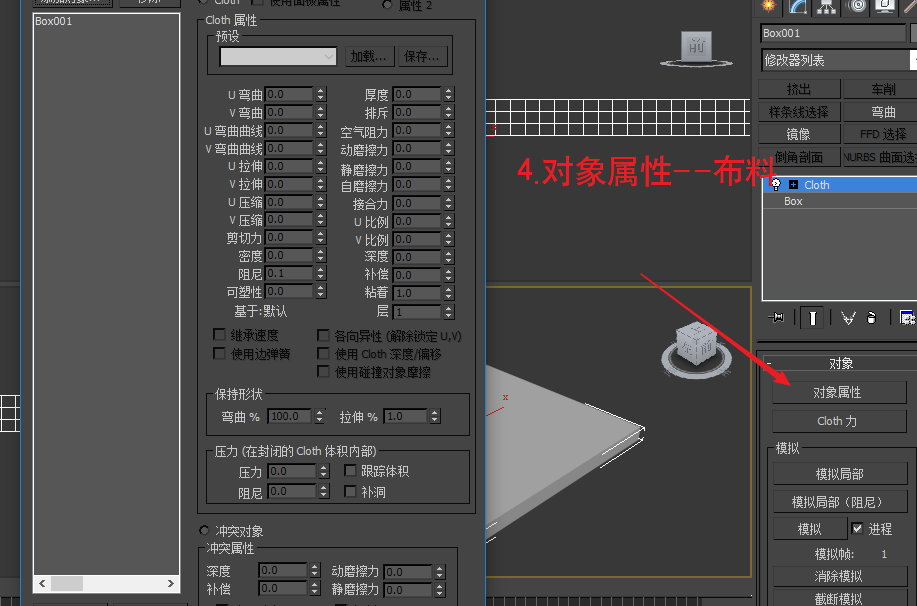 Box001
Cloth 使用面板属性 属性 2
Cloth 属性
预设
加载... 保存...
U 弯曲 0.0 厚度 0.0
V 弯曲 0.0 排斥 0.0
U 弯曲曲线 0.0 空气阻力 0.0
V 弯曲曲线 0.0 动磨擦力 0.0
U 拉伸 0.0 静磨擦力 0.0
V 拉伸 0.0 自磨擦力 0.0
U 压缩 0.0 接合力 0.0
V 压缩 0.0 U 比例 0.0
剪切力 0.0 V 比例 0.0
密度 0.0 深度 0.0
阻尼 0.1 补偿 0.0
可塑性 0.0 粘着 1.0
基于:默认 层 1
继承速度 各向异性 (解除锁定 U,V)
使用边弹簧 使用 Cloth 深度/偏移
使用碰撞对象摩擦
保持形状
弯曲 % 100.0 拉伸 % 1.0
压力 (在封闭的 Cloth 体积内部)
压力 0.0 跟踪体积
阻尼 0.0 补洞
冲突对象
冲突属性
深度 0.0 动磨擦力 0.0
补偿 0.0 静磨擦力 0.0
前
4.对象属性--布料
Box001
修改器列表
挤出 车削
样条线选择 弯曲
镜像 FFD 选择
倒角剖面 NURBS 曲面选
Cloth
Box
对象
对象属性
Cloth 力
模拟
模拟局部
模拟局部（阻尼）
模拟 进程
模拟帧: 1
消除模拟
截断模拟